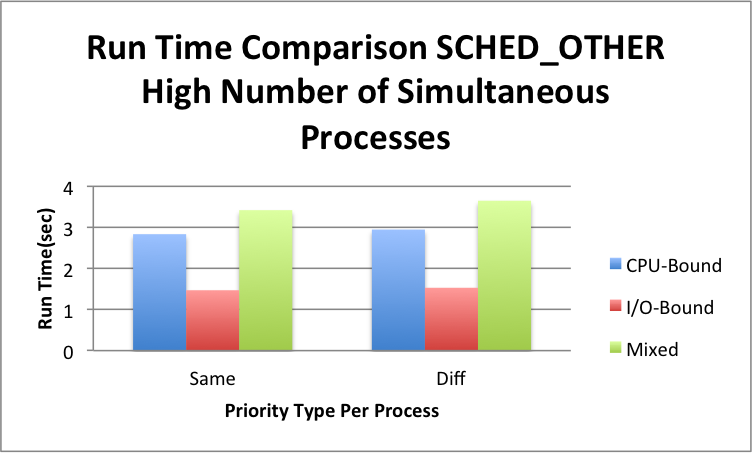 Run Time Comparison SCHED_OTHER
High Number of Simultaneous
Processes
Run Time(sec)
4
3
2
1
0
Same
Diff
Priority Type Per Process
CPU-Bound
I/O-Bound
Mixed